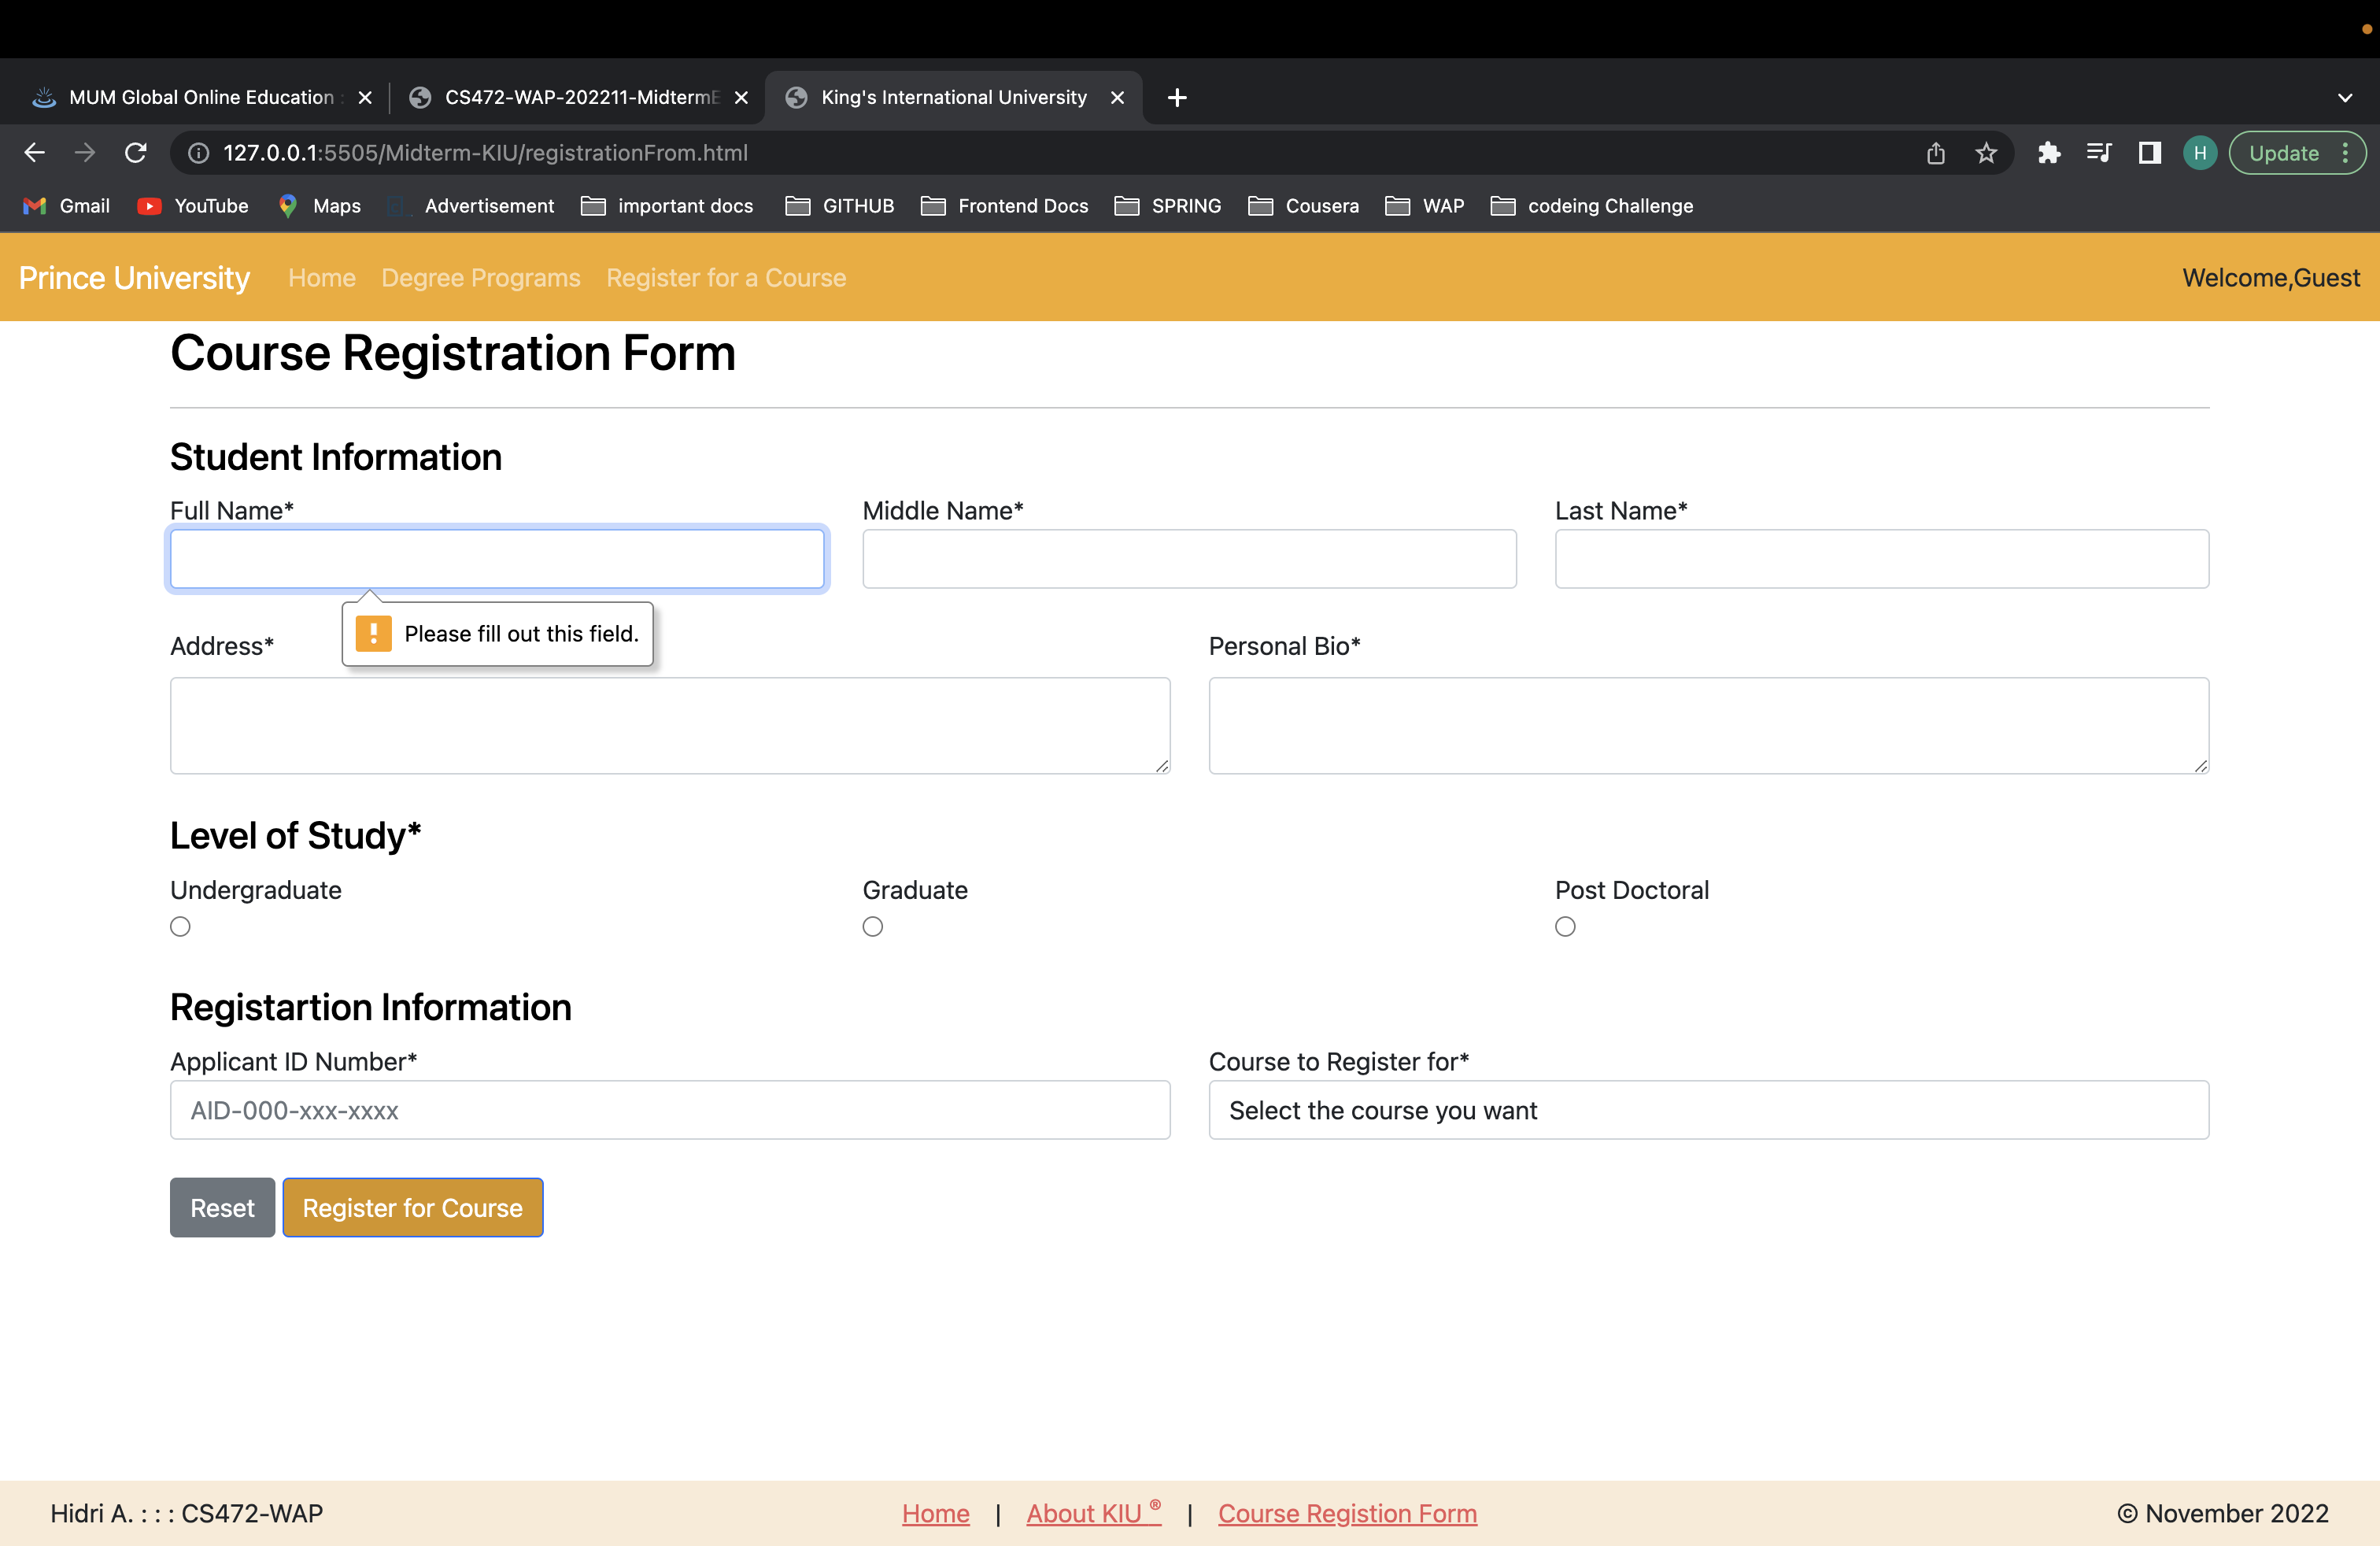 MUM Global Online Education : CS472-WAP-202211-MidtermE King's International University
127.0.0.1:5505/Midterm-KIU/registrationFrom.html H Update
Gmail YouTube Maps Advertisement important docs GITHUB Frontend Docs SPRING Cousera WAP codeing Challenge
Prince University Home Degree Programs Register for a Course Welcome,Guest
Course Registration Form
Student Information
Full Name* Middle Name* Last Name*
Please fill out this field.
Address* Personal Bio*
Level of Study*
Undergraduate Graduate Post Doctoral
Registartion Information
Applicant ID Number* Course to Register for*
AID-000-xxx-xxxx Select the course you want
Reset Register for Course
Hidri A. : : : CS472-WAP Home | About KIU ® | Course Registion Form © November 2022